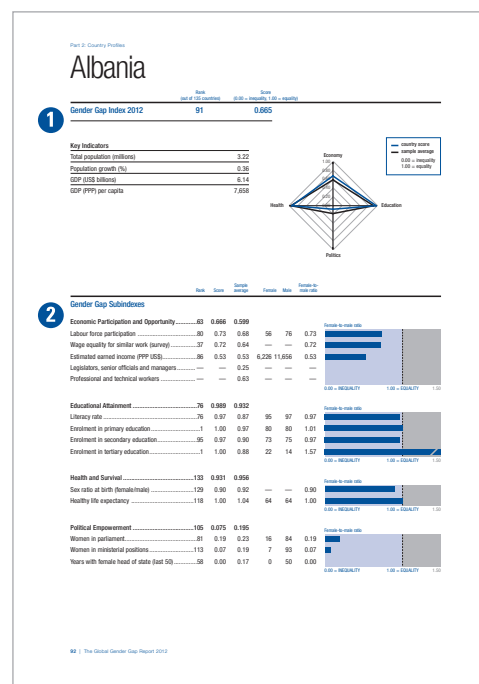 Part 2: Country Profiles
Albania
Rank Score
(out of 135 countries) (0.00 = inequality, 1.00 = equality)
1 Gender Gap Index 2012 91 0.665
Key Indicators
Total population (millions) 3.22
Population growth (%) 0.36
GDP (US$ billions) 6.14
GDP (PPP) per capita 7,658
country score
sample average
0.00 = inequality
1.00 = equality
Economy
1.00
Health
Education
Politics
Rank Score Sample average Female Male Female-to-male ratio
2 Gender Gap Subindexes
Economic Participation and Opportunity 63 0.666 0.599 Female-to-male ratio
Labour force participation 80 0.73 0.68 56 76 0.73
Wage equality for similar work (survey) 37 0.72 0.64 — — 0.72
Estimated earned income (PPP US$) 86 0.53 0.53 6,226 11,656 0.53
Legislators, senior officials and managers — — 0.25
Professional and technical workers — — 0.63
0.00 = INEQUALITY 1.00 = EQUALITY 1.50
Educational Attainment 76 0.989 0.932 Female-to-male ratio
Literacy rate 76 0.97 0.87 95 97 0.97
Enrolment in primary education 1 1.00 0.97 80 80 1.01
Enrolment in secondary education 95 0.97 0.90 73 75 0.97
Enrolment in tertiary education 1 1.00 0.88 22 14 1.57
0.00 = INEQUALITY 1.00 = EQUALITY 1.50
Health and Survival 133 0.931 0.956 Female-to-male ratio
Sex ratio at birth (female/male) 129 0.90 0.92 — — 0.90
Healthy life expectancy 118 1.00 1.04 64 64 1.00
0.00 = INEQUALITY 1.00 = EQUALITY 1.50
Political Empowerment 105 0.075 0.195 Female-to-male ratio
Women in parliament 81 0.19 0.23 16 84 0.19
Women in ministerial positions 113 0.07 0.19 7 93 0.07
Years with female head of state (last 50) 58 0.00 0.17 0 50 0.00
0.00 = INEQUALITY 1.00 = EQUALITY 1.50
92 | The Global Gender Gap Report 2012